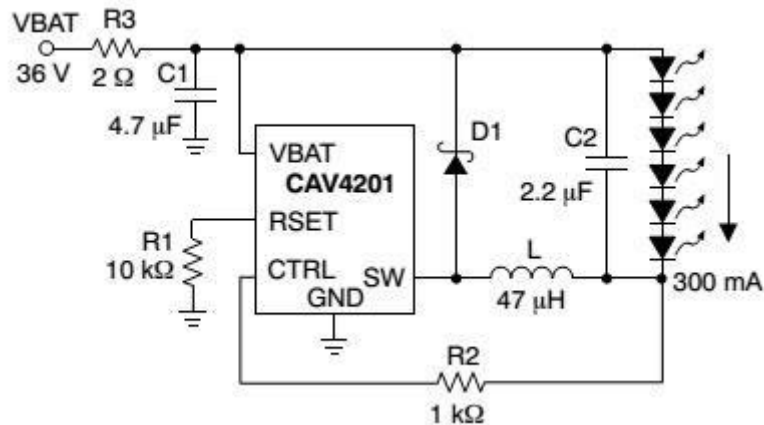 VBAT
36 V
R3
2 Ω
C1
4.7 μF
VBAT
CAV4201
RSET
CTRL
SW
GND
R1
10 kΩ
D1
C2
2.2 μF
L
47 μH
300 mA
R2
1 kΩ